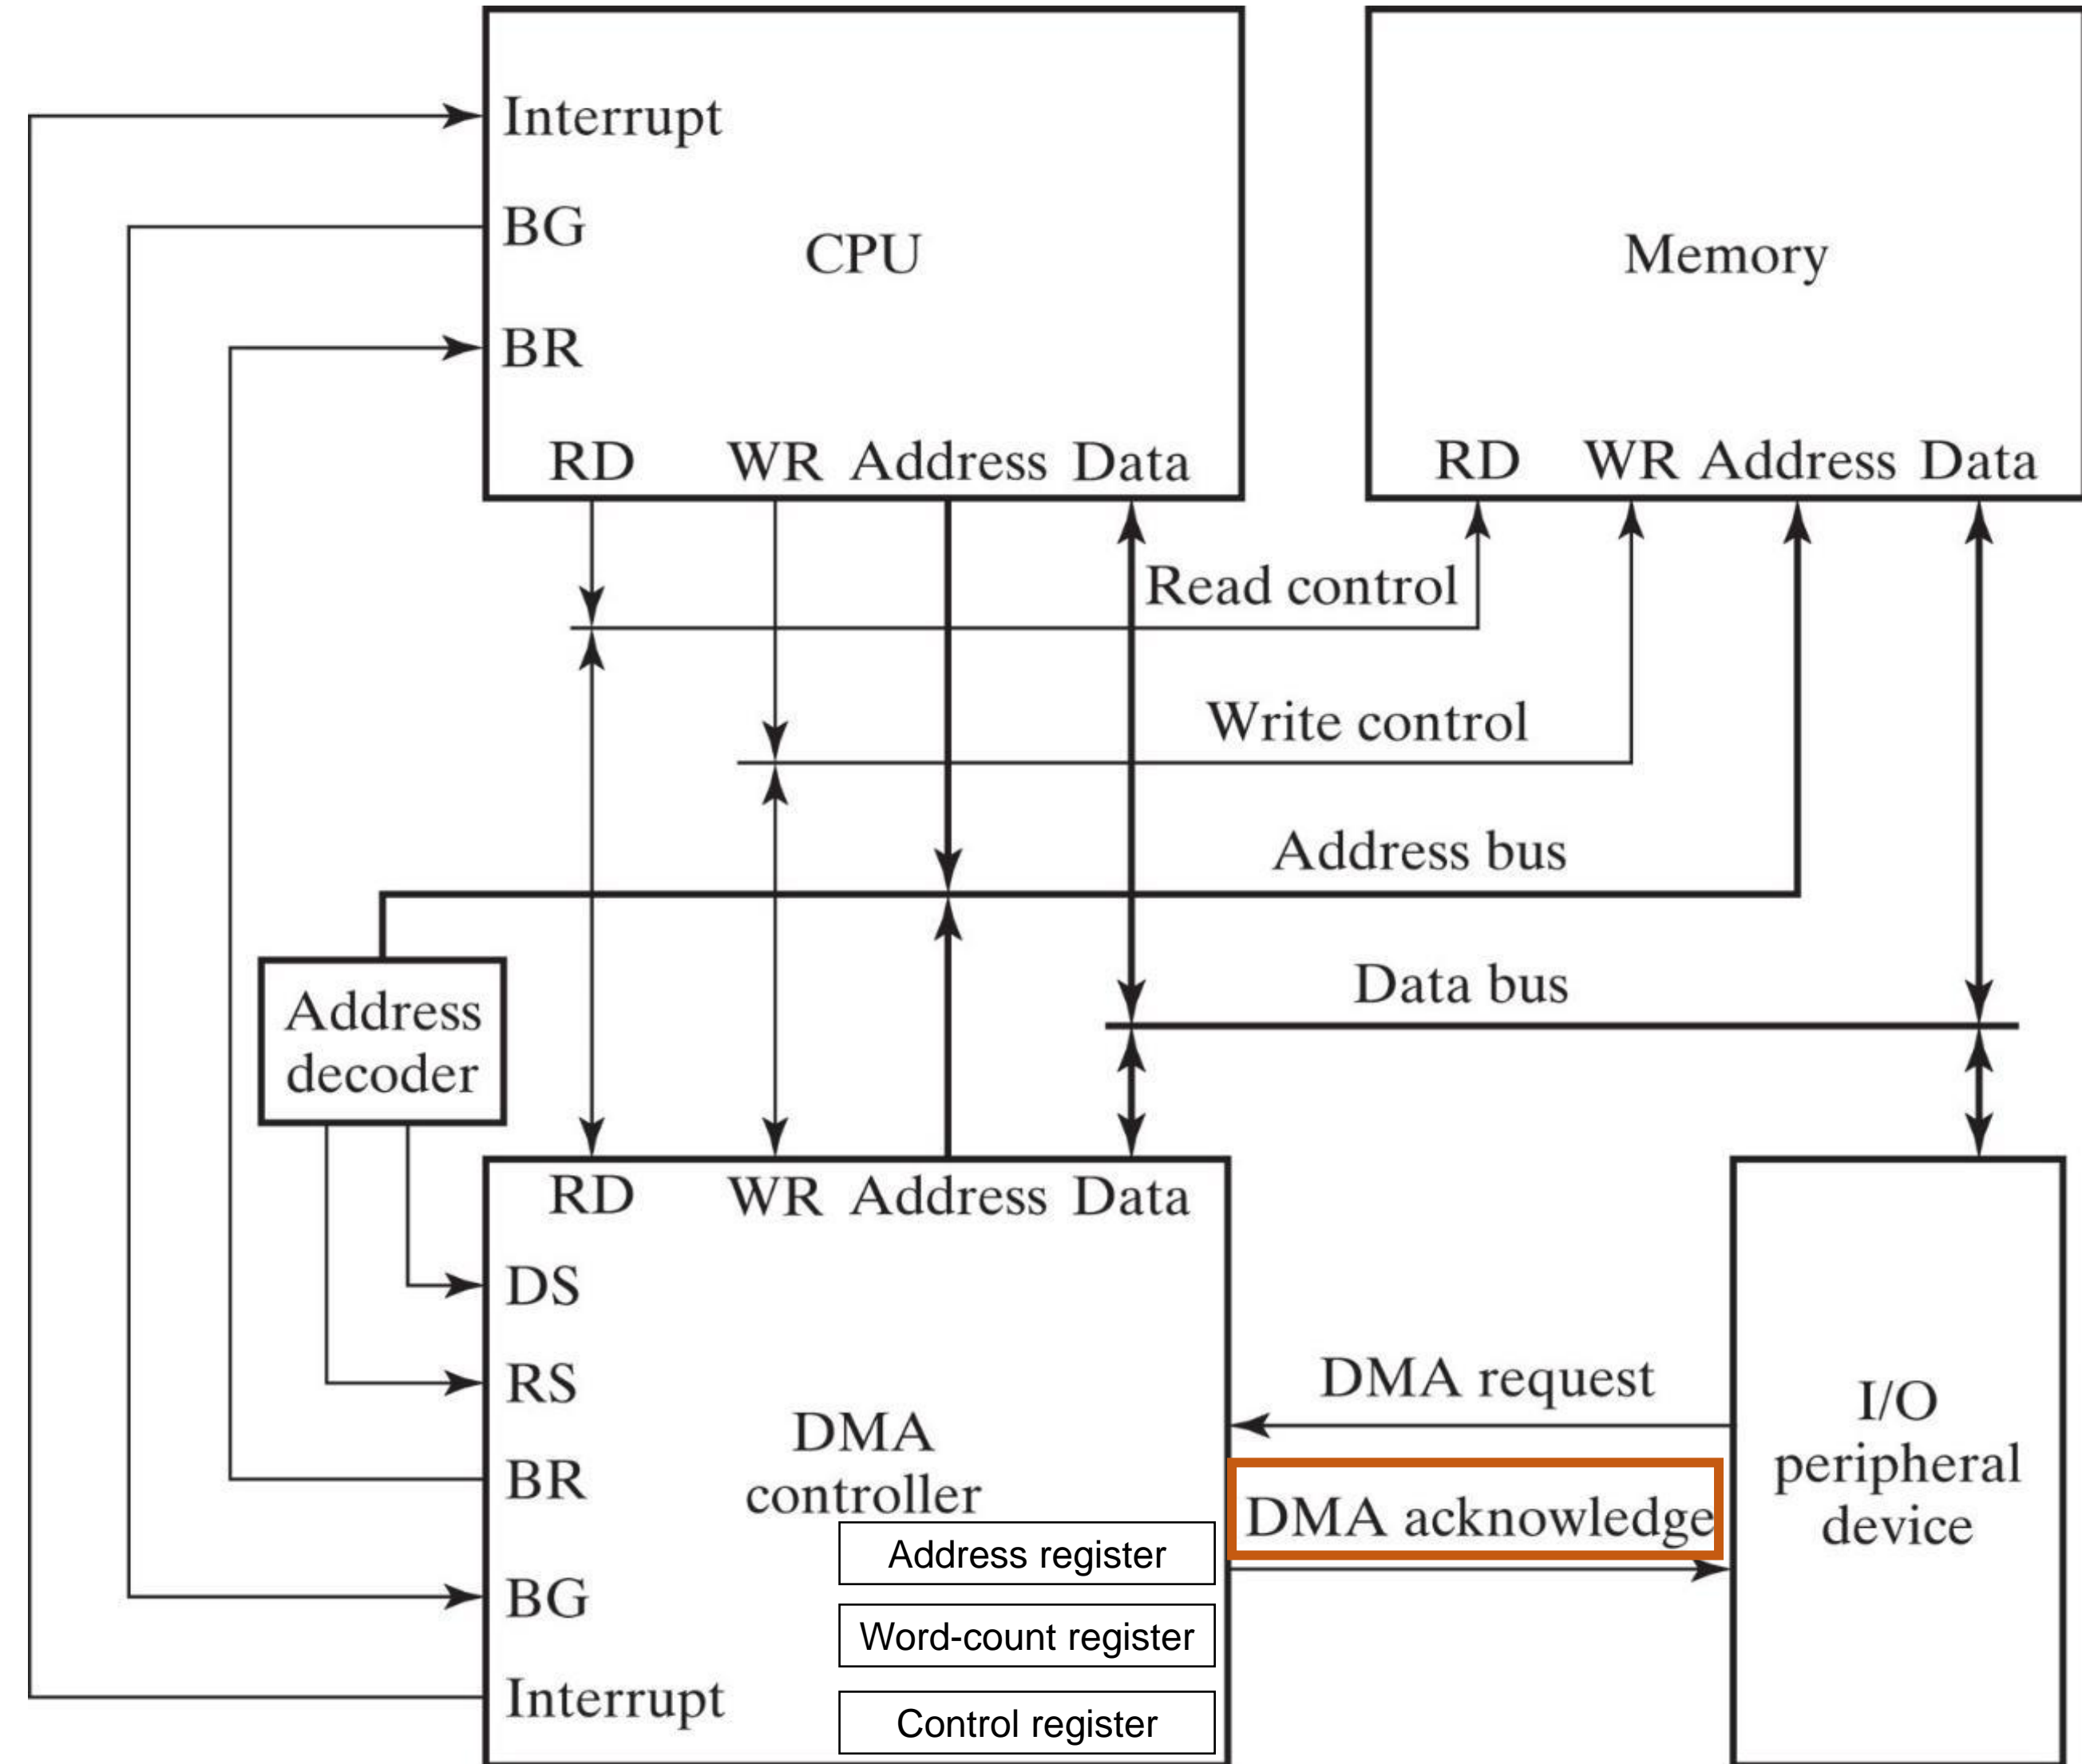 Interrupt
BG
CPU
BR
RD WR Address Data
Memory
RD WR Address Data
Read control
Write control
Address bus
Data bus
Address
decoder
RD WR Address Data
DS
RS
BR
BG
Interrupt
DMA
controller
Address register
Word-count register
Control register
DMA request
DMA acknowledge
I/O
peripheral
device